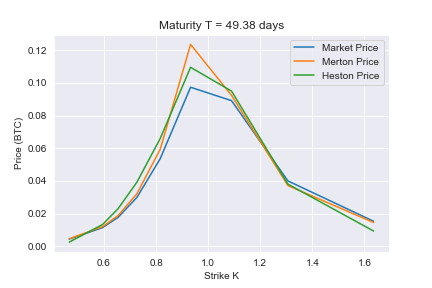 Maturity T = 49.38 days
Market Price
Merton Price
Heston Price
Price (BTC)
0.12
0.10
0.08
0.06
0.04
0.02
0.00
0.6 0.8 1.0 1.2 1.4 1.6
Strike K